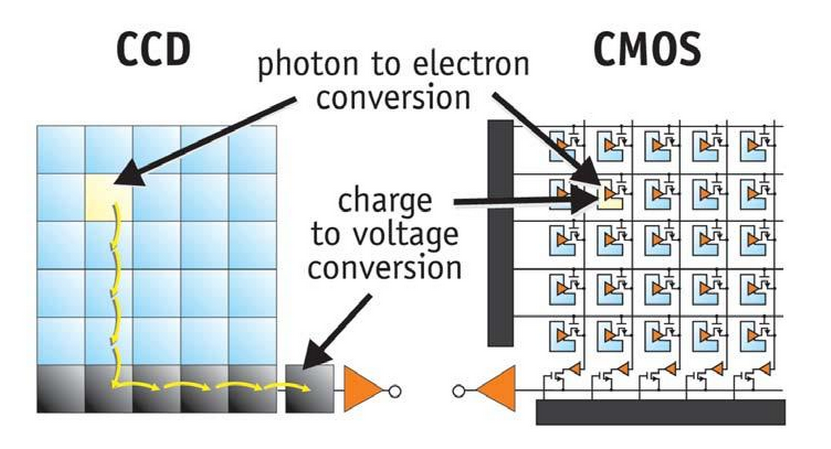 CCD
photon to electron
conversion
CMOS
charge
to voltage
conversion